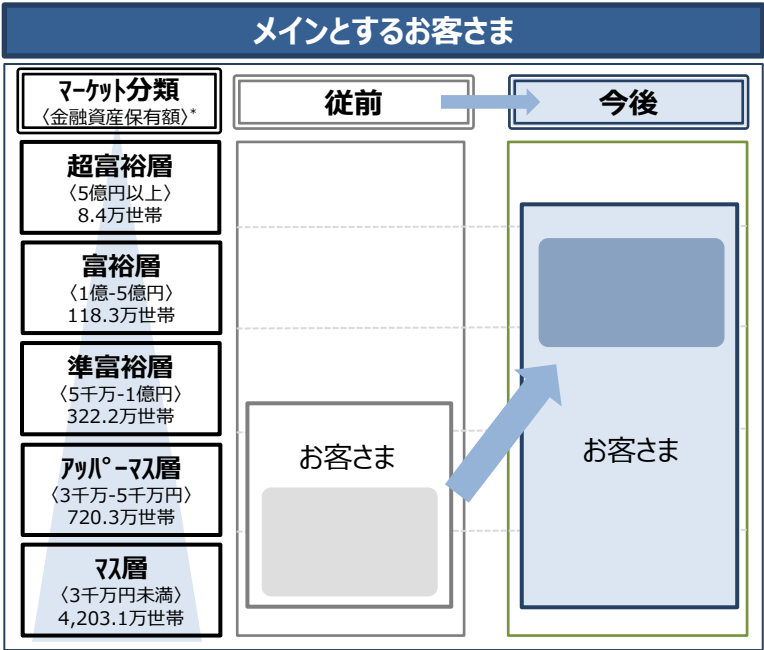 メインとするお客さま
マーケット分類
〈金融資産保有額〉*
従前
今後
超富裕層
〈5億円以上〉
8.4万世帯
富裕層
〈1億-5億円〉
118.3万世帯
準富裕層
〈5千万-1億円〉
322.2万世帯
アッパーマス層
〈3千万-5千万円〉
720.3万世帯
マス層
〈3千万円未満〉
4,203.1万世帯
お客さま
お客さま